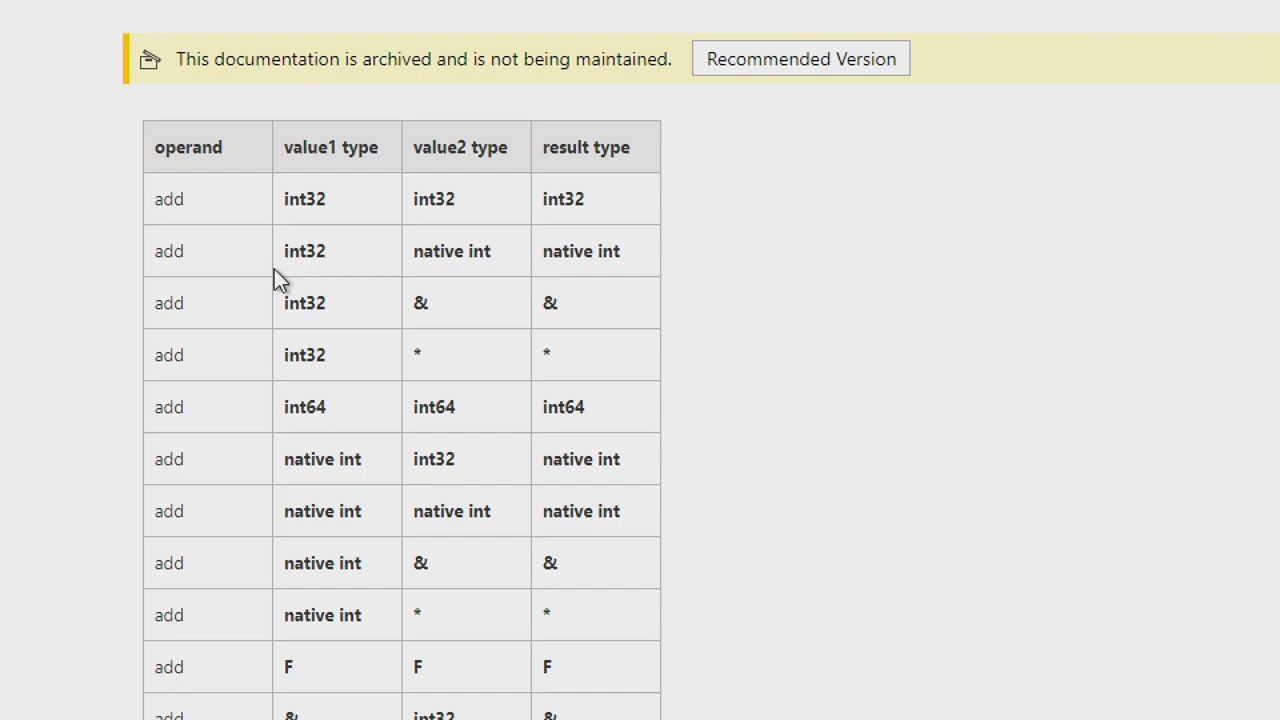 This documentation is archived and is not being maintained. Recommended Version
operand value1 type value2 type result type
add int32 int32 int32
add int32 native int native int
add int32 & &
add int32 * *
add int64 int64 int64
add native int int32 native int
add native int native int native int
add native int & &
add native int * *
add F F F
add & int32 &